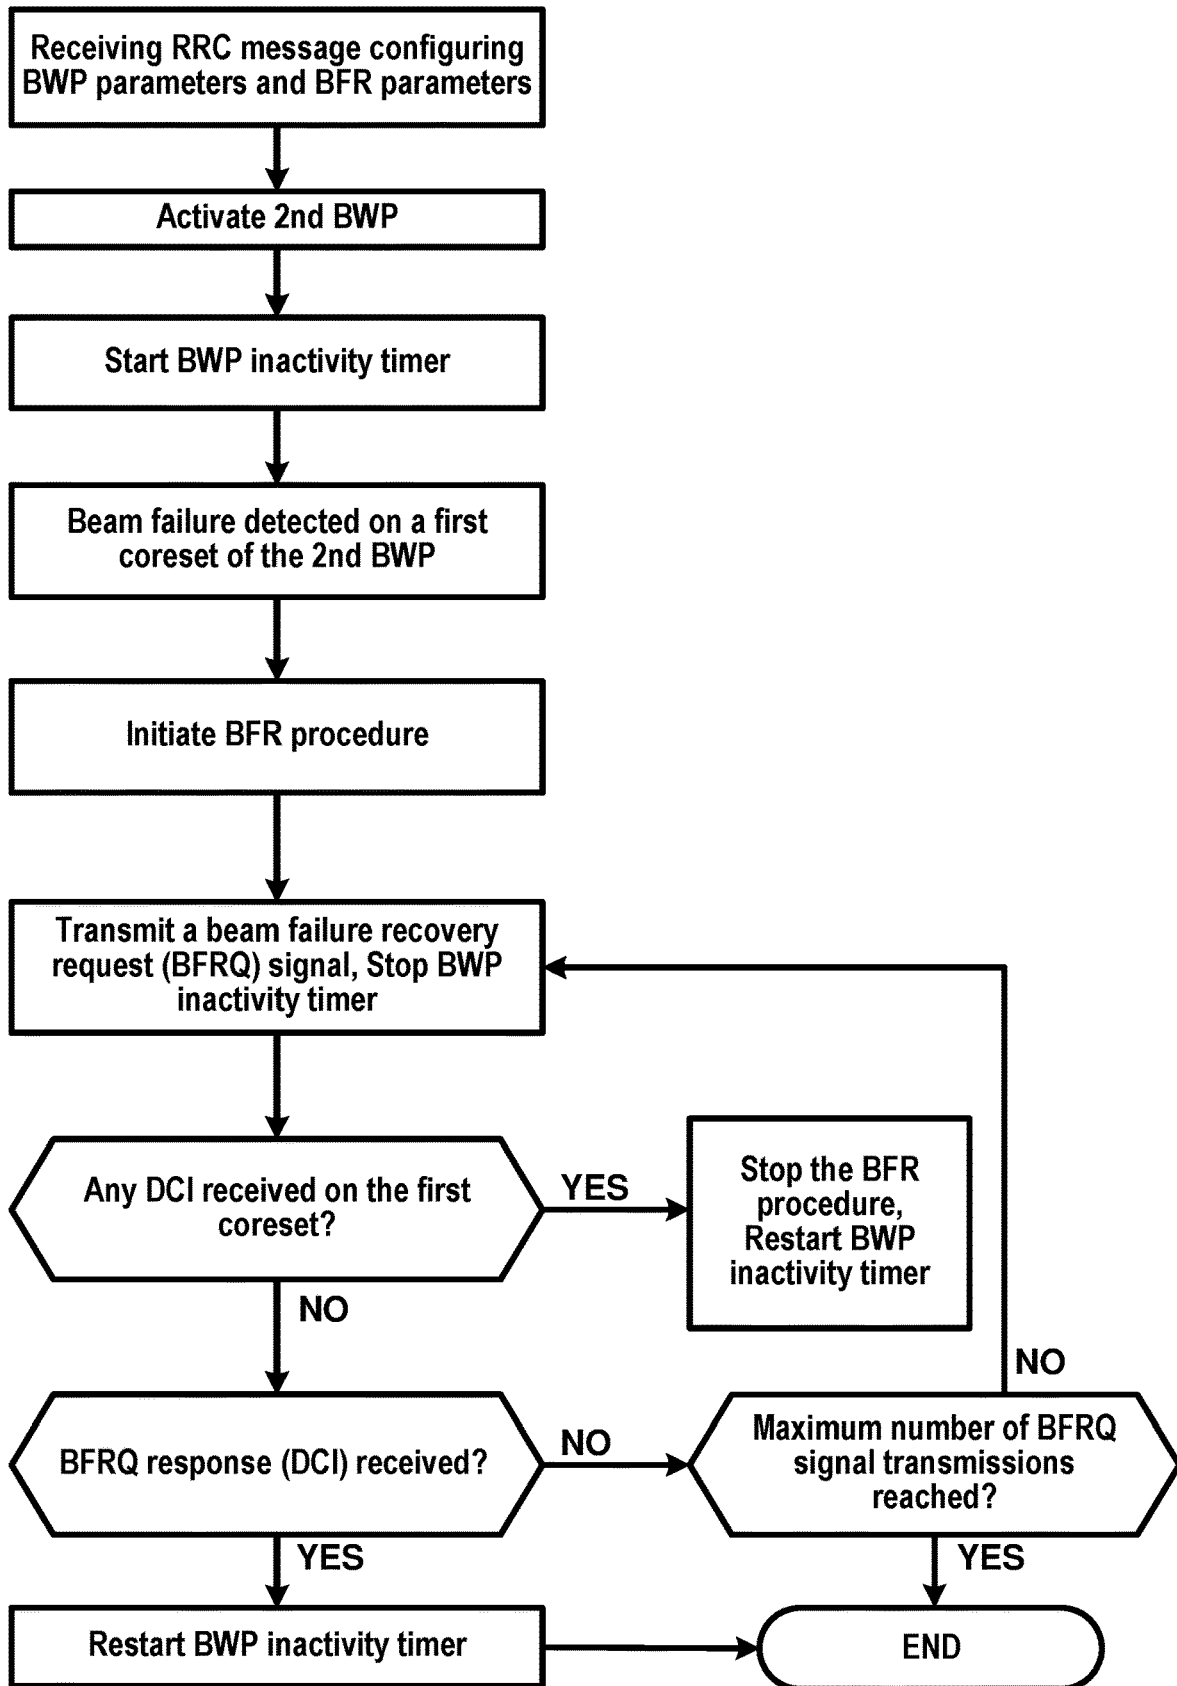 Receiving RRC message configuring
BWP parameters and BFR parameters
Activate 2nd BWP
Start BWP inactivity timer
Beam failure detected on a first
coreset of the 2nd BWP
Initiate BFR procedure
Transmit a beam failure recovery
request (BFRQ) signal, Stop BWP
inactivity timer
Any DCI received on the first
coreset?
YES
Stop the BFR
procedure,
Restart BWP
inactivity timer
NO
BFRQ response (DCI) received?
NO
Maximum number of BFRQ
signal transmissions
reached?
NO
YES
YES
Restart BWP inactivity timer
END